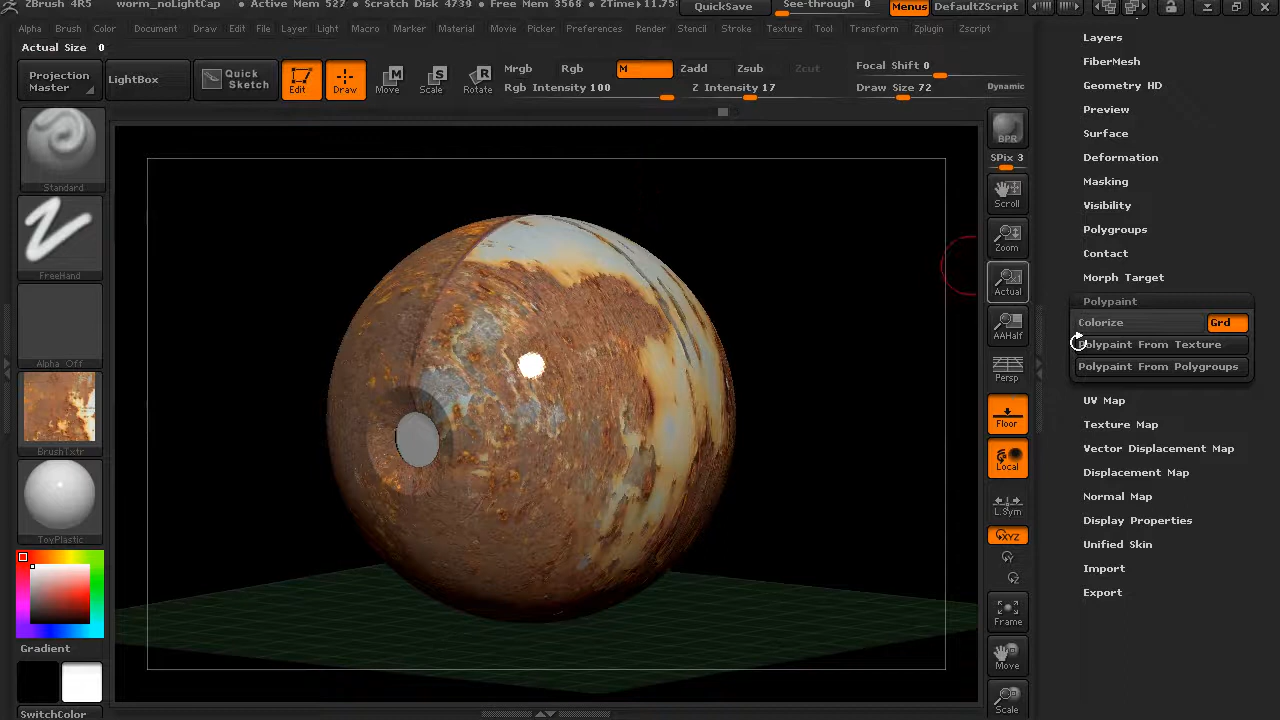 ZBrush 4R5 worm_noLightCap • Active Mem 527 • Scratch Disk 4739 • Free Mem 3568 • ZTime▸11.75 QuickSave See-through 0 Menus DefaultZScript
Alpha Brush Color Document Draw Edit File Layer Light Macro Marker Material Movie Picker Preferences Render Stencil Stroke Texture Tool Transform Zplugin Zscript
Actual Size 0
Projection Master
LightBox
Quick Sketch
Edit
Draw
Move
Scale
Rotate
Mrgb Rgb M Zadd Zsub Zcut
Rgb Intensity 100 Z Intensity 17
Focal Shift 0
Draw Size 72 Dynamic
Standard
FreeHand
Alpha Off
BrushTxtr
ToyPlastic
Gradient
SwitchColor
BPR
SPix 3
Scroll
Zoom
Actual
AAHalf
Persp
Floor
Local
L.Sym
XYZ
Y
Z
Frame
Move
Scale
Layers
FiberMesh
Geometry HD
Preview
Surface
Deformation
Masking
Visibility
Polygroups
Contact
Morph Target
Polypaint
Colorize Grd
Polypaint From Texture
Polypaint From Polygroups
UV Map
Texture Map
Vector Displacement Map
Displacement Map
Normal Map
Display Properties
Unified Skin
Import
Export